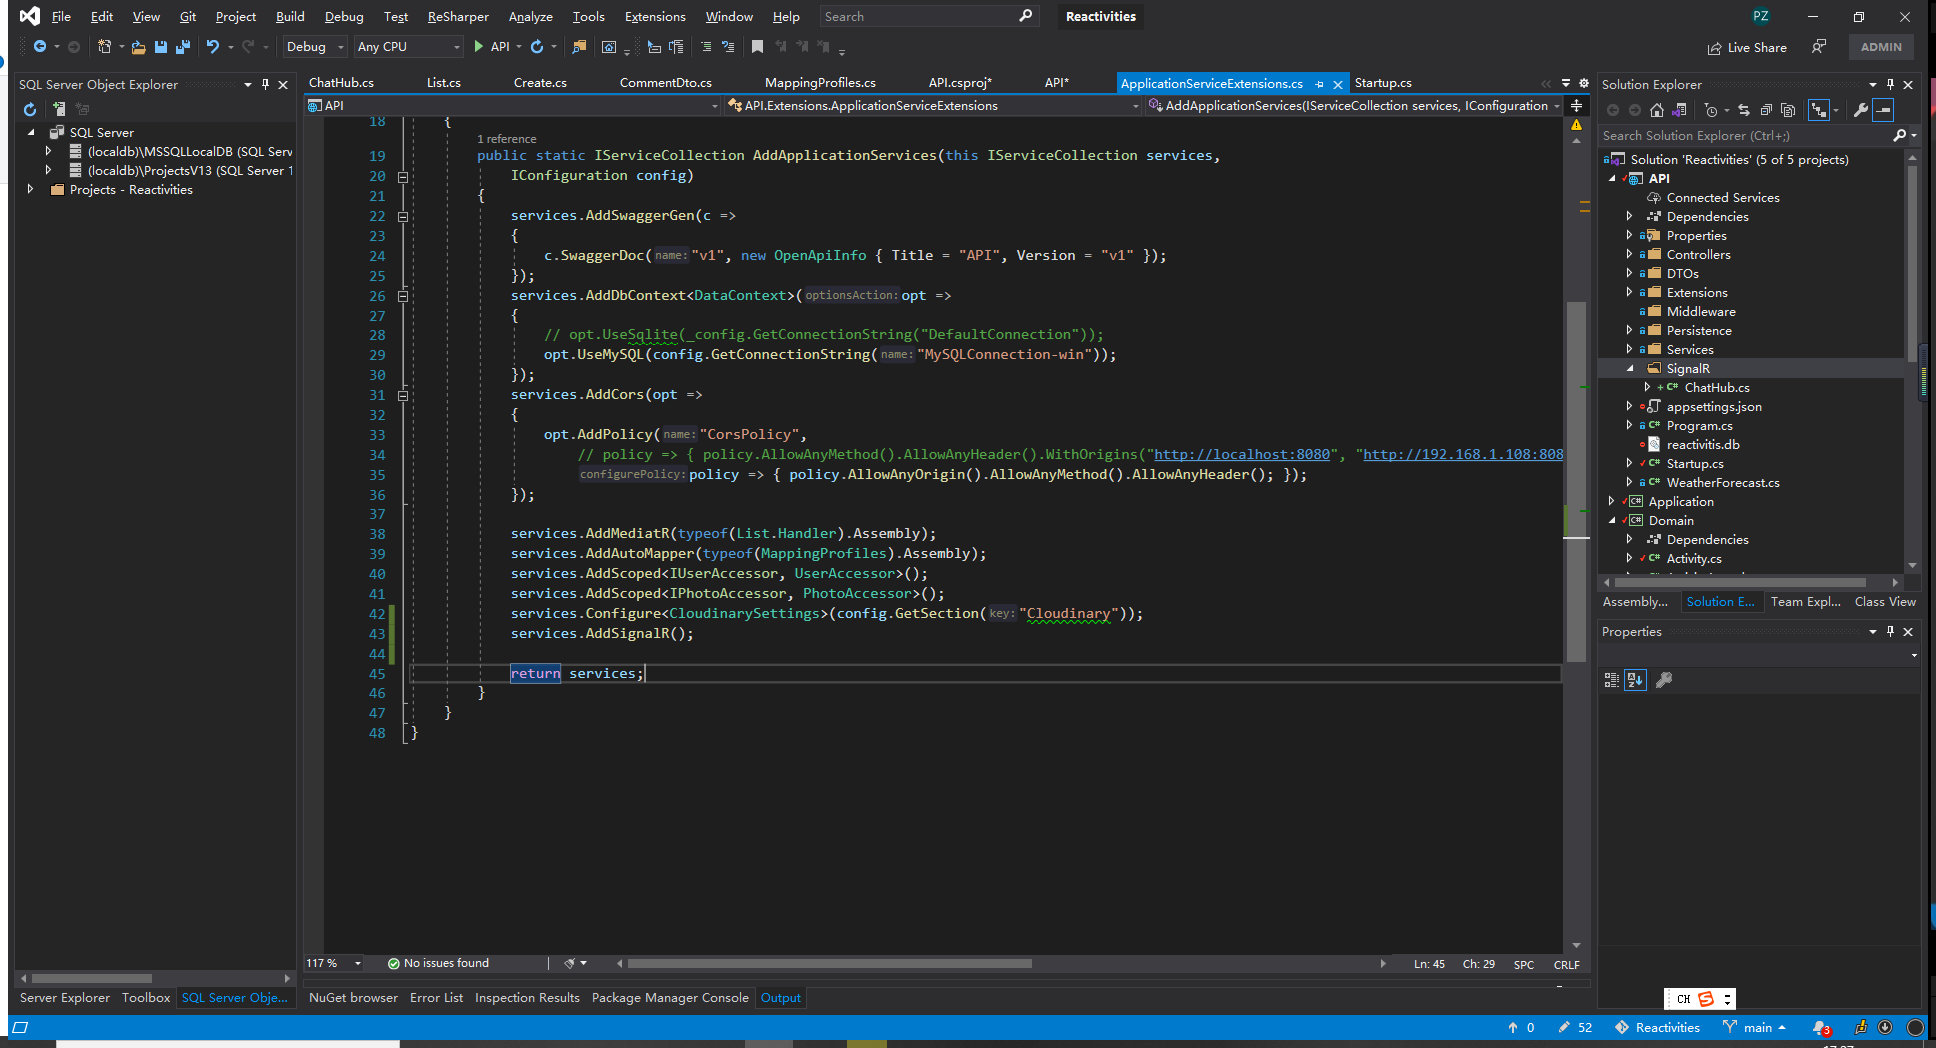 File Edit View Git Project Build Debug Test ReSharper Analyze Tools Extensions Window Help Search Reactivities PZ
Debug Any CPU API Live Share ADMIN
SQL Server Object Explorer
SQL Server
(localdb)\MSSQLLocalDB (SQL Serv
(localdb)\ProjectsV13 (SQL Server 1
Projects - Reactivities
ChatHub.cs List.cs Create.cs CommentDto.cs MappingProfiles.cs API.csproj* API* ApplicationServiceExtensions.cs Startup.cs
API API.Extensions.ApplicationServiceExtensions AddApplicationServices(IServiceCollection services, IConfiguration
18 {
1 reference
19 public static IServiceCollection AddApplicationServices(this IServiceCollection services,
20 IConfiguration config)
21 {
22 services.AddSwaggerGen(c =>
23 {
24 c.SwaggerDoc(name:"v1", new OpenApiInfo { Title = "API", Version = "v1" });
25 });
26 services.AddDbContext<DataContext>(optionsAction:opt =>
27 {
28 // opt.UseSqlite(_config.GetConnectionString("DefaultConnection"));
29 opt.UseMySQL(config.GetConnectionString(name:"MySQLConnection-win"));
30 });
31 services.AddCors(opt =>
32 {
33 opt.AddPolicy(name:"CorsPolicy",
34 // policy => { policy.AllowAnyMethod().AllowAnyHeader().WithOrigins("http://localhost:8080", "http://192.168.1.108:808
35 configurePolicy:policy => { policy.AllowAnyOrigin().AllowAnyMethod().AllowAnyHeader(); });
36 });
37
38 services.AddMediatR(typeof(List.Handler).Assembly);
39 services.AddAutoMapper(typeof(MappingProfiles).Assembly);
40 services.AddScoped<IUserAccessor, UserAccessor>();
41 services.AddScoped<IPhotoAccessor, PhotoAccessor>();
42 services.Configure<CloudinarySettings>(config.GetSection(key:"Cloudinary"));
43 services.AddSignalR();
44
45 return services;
46 }
47 }
48 }
117 % No issues found Ln: 45 Ch: 29 SPC CRLF
Server Explorer Toolbox SQL Server Obje...
NuGet browser Error List Inspection Results Package Manager Console Output
Solution Explorer
Search Solution Explorer (Ctrl+;)
Solution 'Reactivities' (5 of 5 projects)
API
Connected Services
Dependencies
Properties
Controllers
DTOs
Extensions
Middleware
Persistence
Services
SignalR
ChatHub.cs
appsettings.json
Program.cs
reactivitis.db
Startup.cs
WeatherForecast.cs
Application
Domain
Dependencies
Activity.cs
Assembly... Solution E... Team Expl... Class View
Properties
CH
0 52 Reactivities main 3